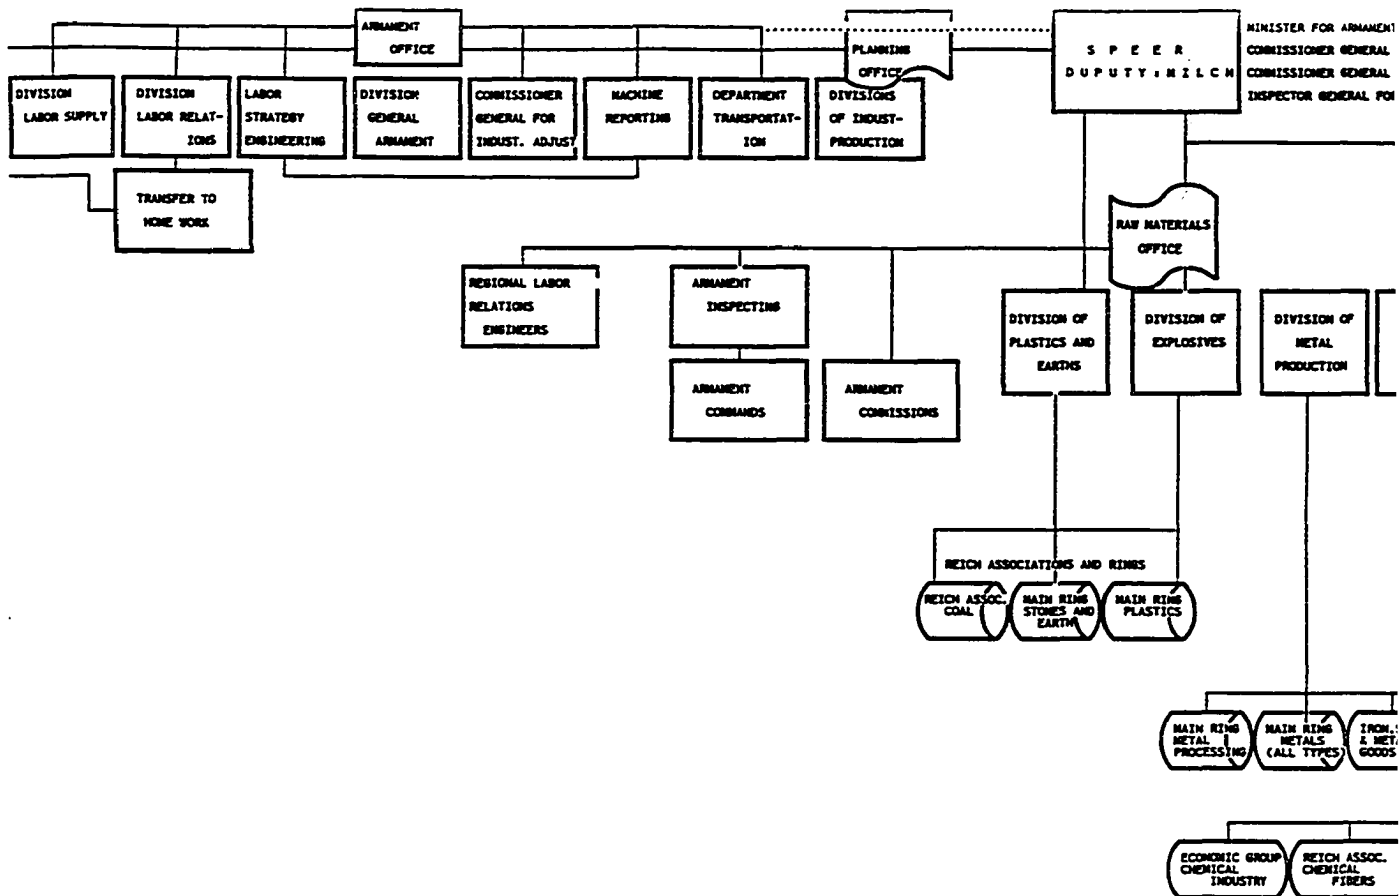 ARMAMENT
OFFICE
PLANNING
OFFICE
S P E E R
DUPUTY:MILCH
MINISTER FOR ARMAMENT
COMMISSIONER GENERAL
COMMISSIONER GENERAL
INSPECTOR GENERAL FOR
DIVISION
LABOR SUPPLY
DIVISION
LABOR RELAT-
IONS
LABOR
STRATEBY
ENGINEERING
DIVISION
GENERAL
ARMAMENT
COMMISSIONER
GENERAL FOR
INDUST. ADJUST
MACHINE
REPORTING
DEPARTMENT
TRANSPORTAT-
ION
DIVISIONS
OF INDUST-
PRODUCTION
TRANSFER TO
HOME WORK
RAW MATERIALS
OFFICE
REGIONAL LABOR
RELATIONS
ENGINEERS
ARMAMENT
INSPECTING
ARMAMENT
COMMANDS
ARMAMENT
COMMISSIONS
DIVISION OF
PLASTICS AND
EARTHS
DIVISION OF
EXPLOSIVES
DIVISION OF
METAL
PRODUCTION
REICH ASSOCIATIONS AND RINGS
REICH ASSOC.
COAL
MAIN RING
STONES AND
EARTH
MAIN RING
PLASTICS
MAIN RING
METAL
PROCESSING
MAIN RING
METALS
(ALL TYPES)
IRON,S
& META
GOODS
ECONOMIC GROUP
CHEMICAL
INDUSTRY
REICH ASSOC.
CHEMICAL
FIBERS